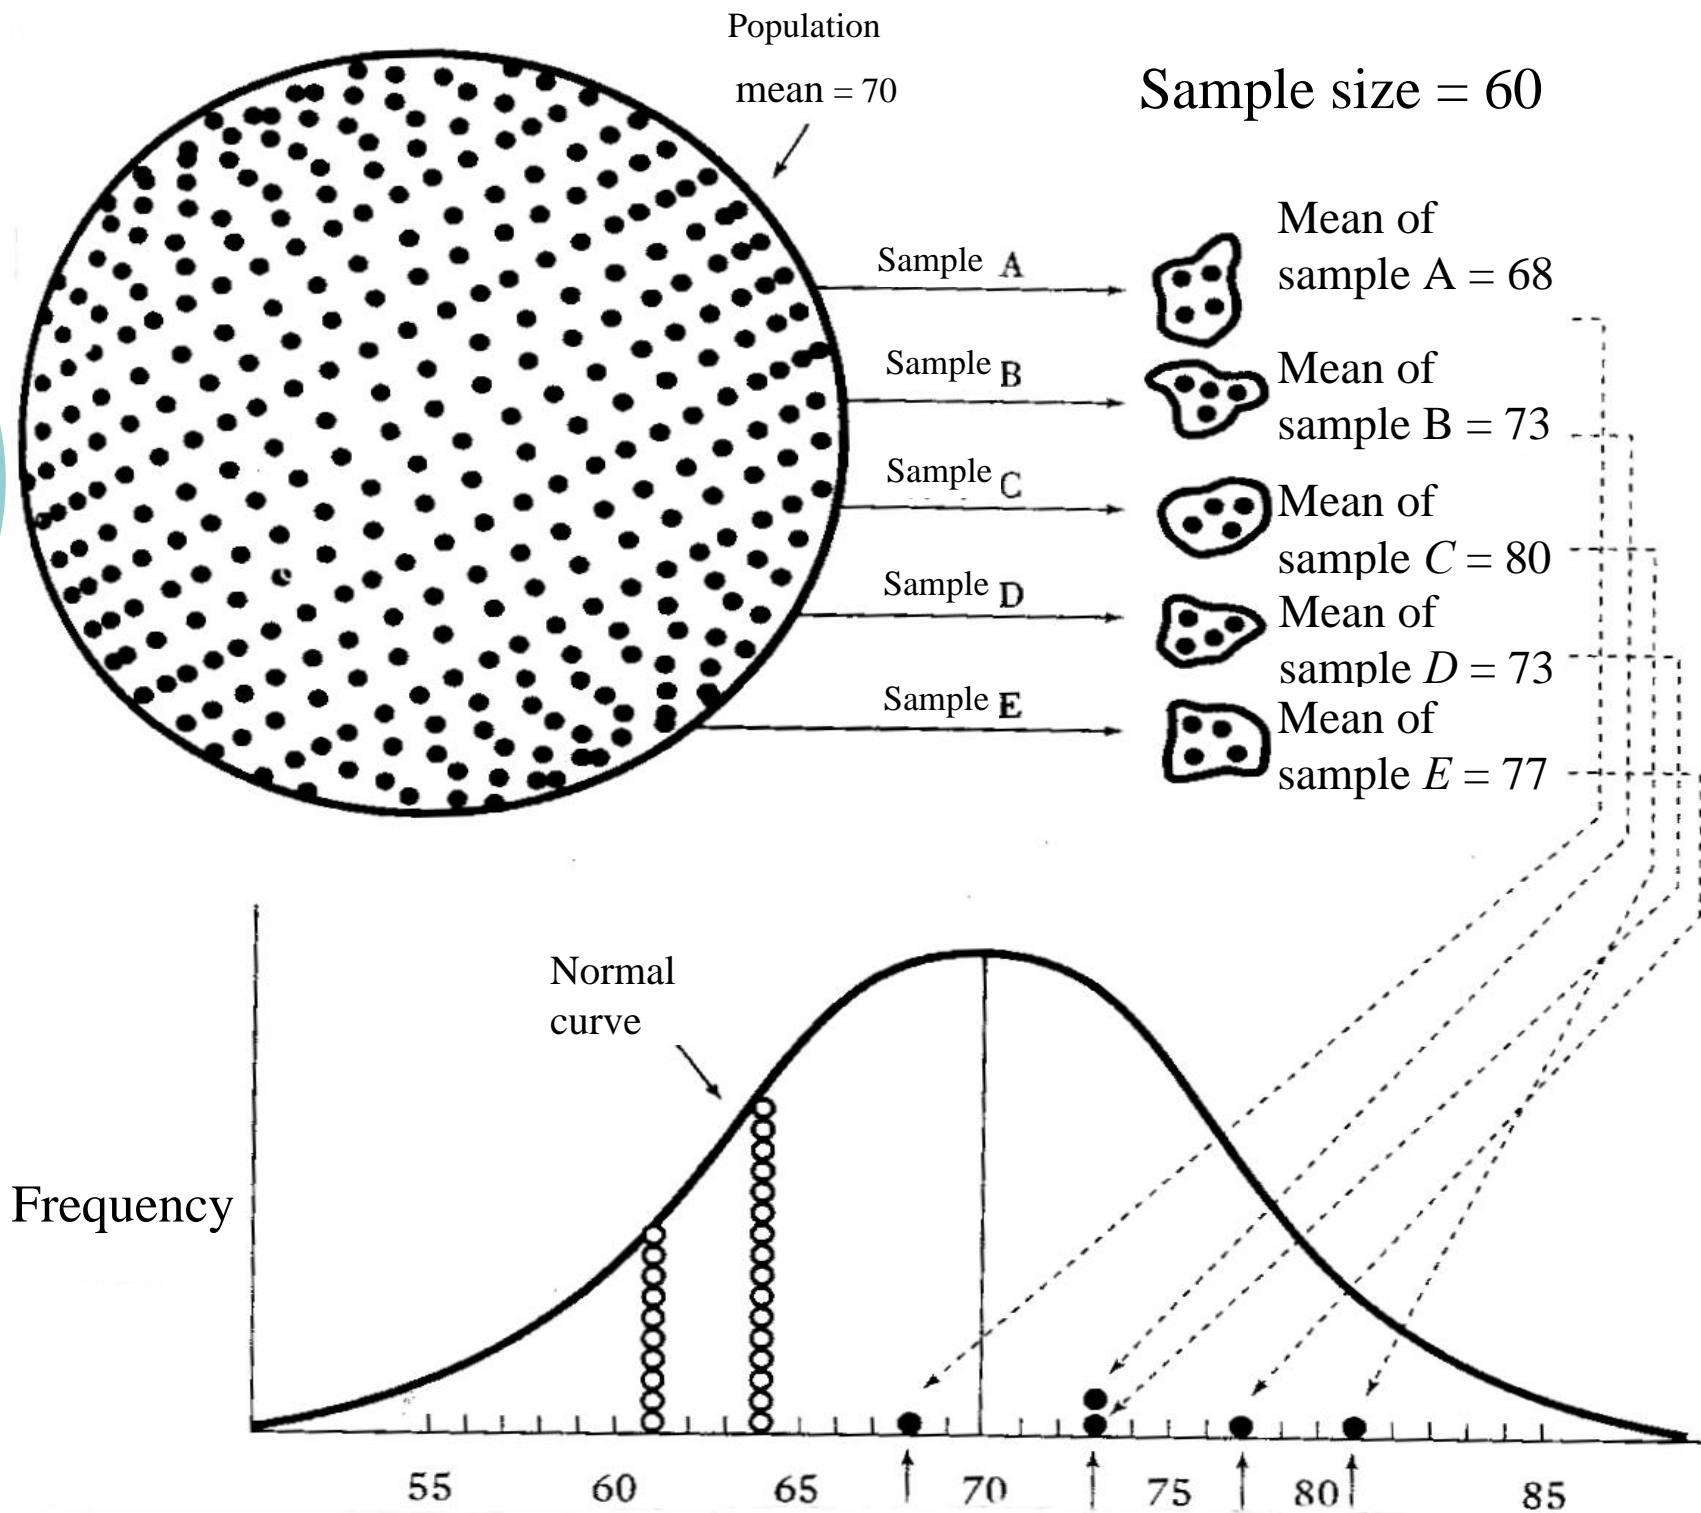 Population
mean = 70
Sample size = 60
Sample A
Mean of
sample A = 68
Sample B
Mean of
sample B = 73
Sample C
Mean of
sample C = 80
Sample D
Mean of
sample D = 73
Sample E
Mean of
sample E = 77
Normal
curve
Frequency
55 60 65 70 75 80 85